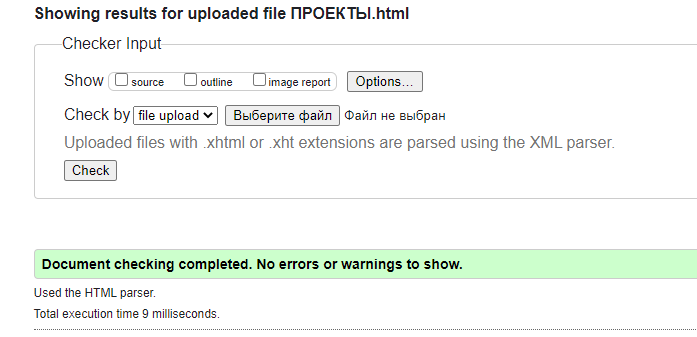 Showing results for uploaded file ПРОЕКТЫ.html
Checker Input
Show source outline image report Options...
Check by file upload Выберите файл Файл не выбран
Uploaded files with .xhtml or .xht extensions are parsed using the XML parser.
Check
Document checking completed. No errors or warnings to show.
Used the HTML parser.
Total execution time 9 milliseconds.